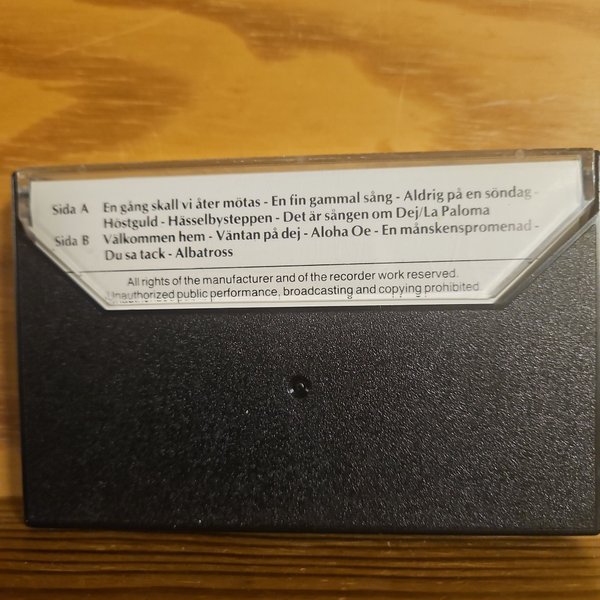 Sida A En gång skall vi åter mötas - En fin gammal sång - Aldrig på en söndag -
Höstguld - Hässelbysteppen - Det är sången om Dej/La Paloma
Sida B Välkommen hem - Väntan på dej - Aloha Oe - En månskenspromenad -
Du sa tack - Albatross
All rights of the manufacturer and of the recorder work reserved.
Unauthorized public performance, broadcasting and copying prohibited.